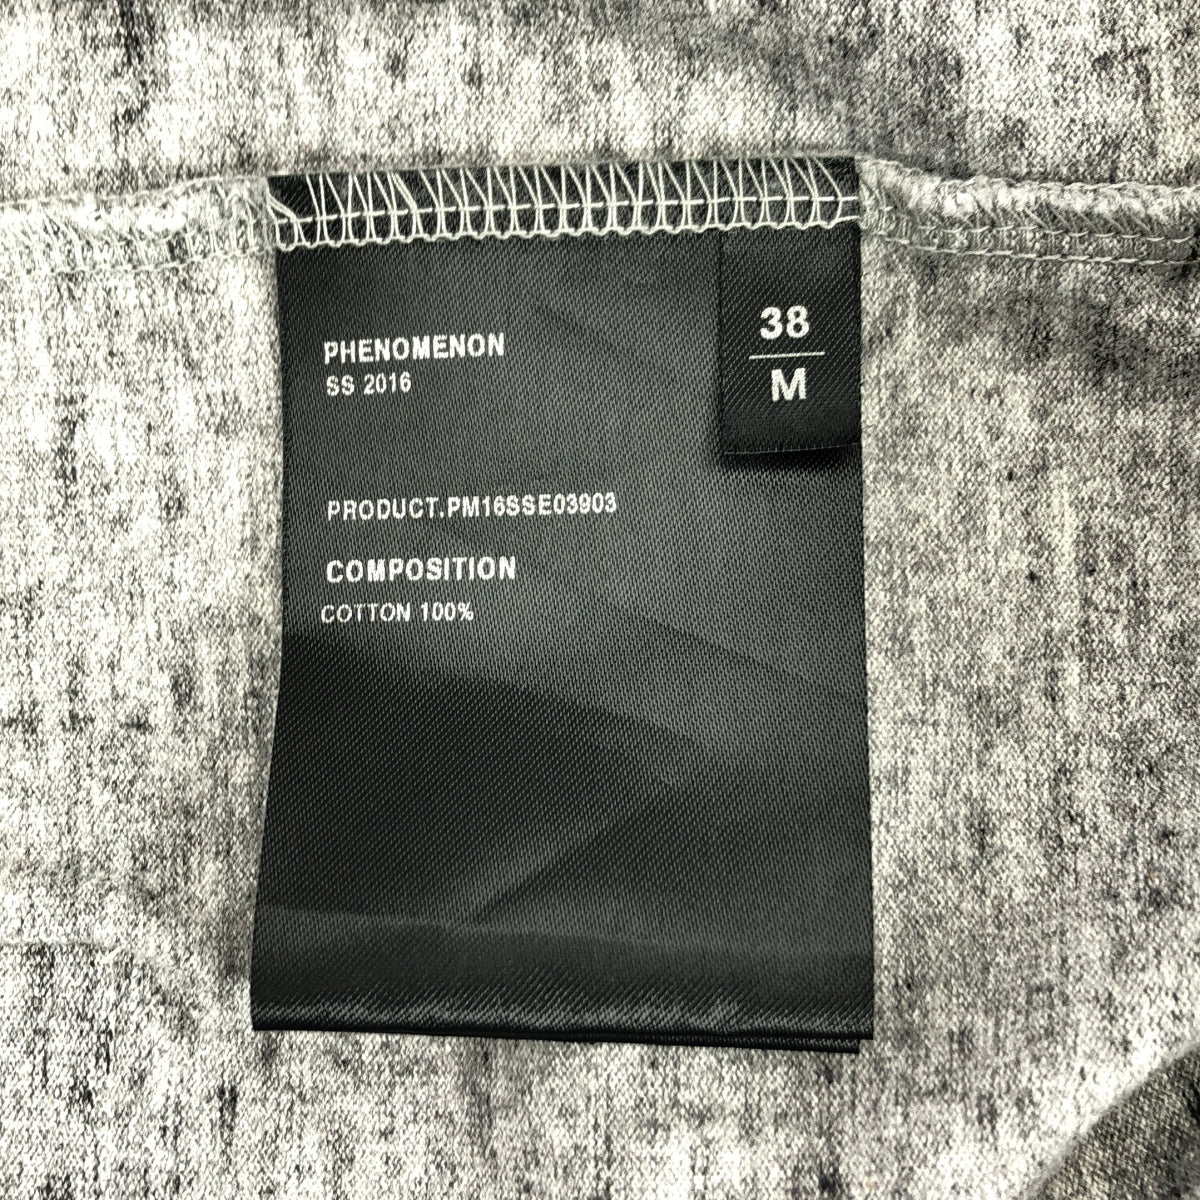 PHENOMENON
SS 2016
38
M
PRODUCT.PM16SSE03903
COMPOSITION
COTTON 100%